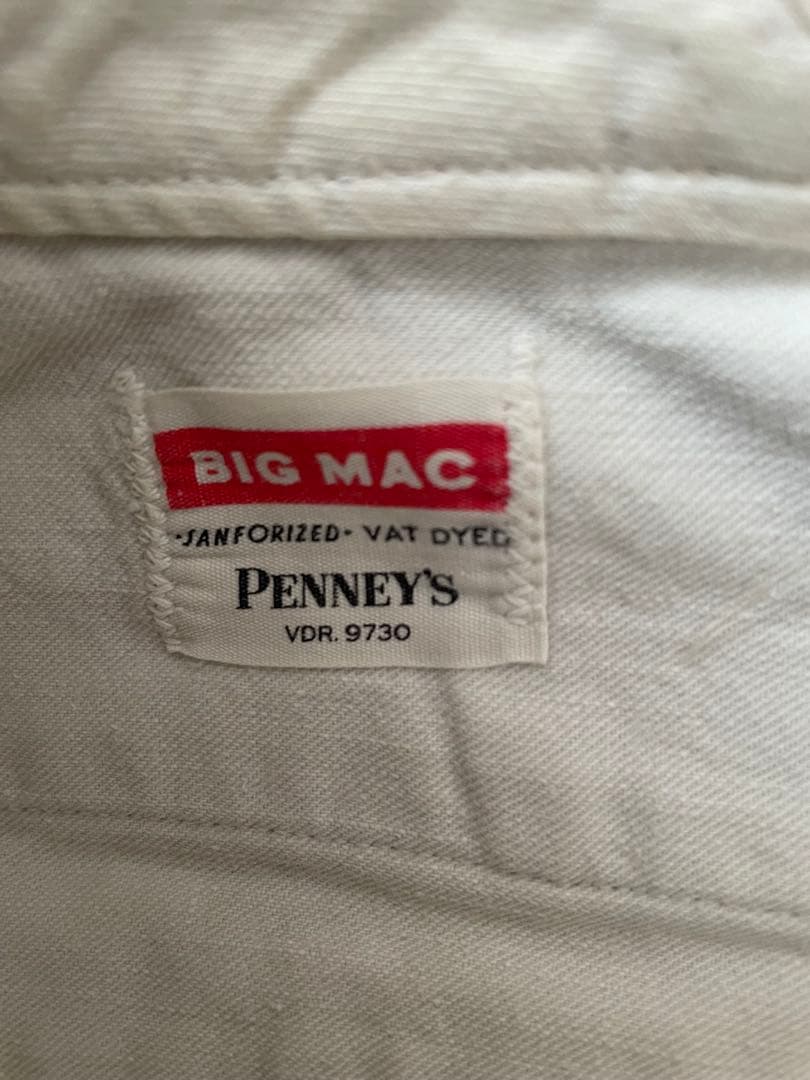 BIG MAC
·SANFORIZED· VAT DYED
PENNEY'S
VDR. 9730